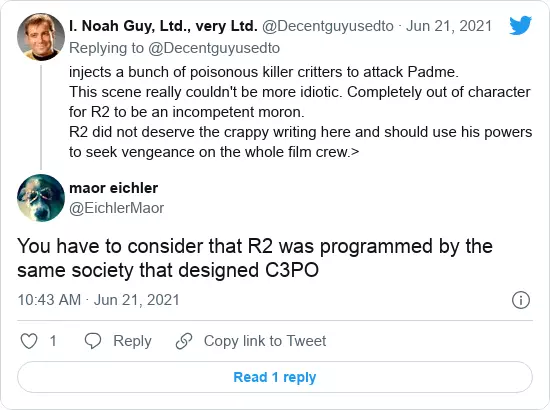 I. Noah Guy, Ltd., very Ltd. @Decentguyusedto · Jun 21, 2021
Replying to @Decentguyusedto
injects a bunch of poisonous killer critters to attack Padme.
This scene really couldn't be more idiotic. Completely out of character
for R2 to be an incompetent moron.
R2 did not deserve the crappy writing here and should use his powers
to seek vengeance on the whole film crew.>
maor eichler
@EichlerMaor
You have to consider that R2 was programmed by the
same society that designed C3PO
10:43 AM · Jun 21, 2021
1 Reply Copy link to Tweet
Read 1 reply